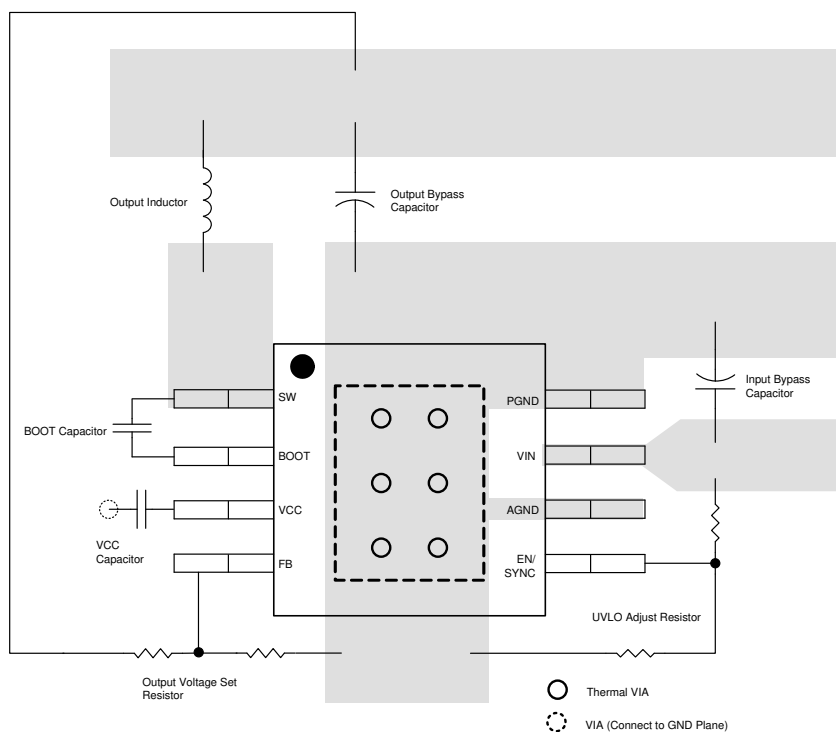 Output Inductor
Output Bypass
Capacitor
Input Bypass
Capacitor
SW
PGND
BOOT Capacitor
BOOT
VIN
VCC
AGND
VCC
Capacitor
FB
EN/
SYNC
UVLO Adjust Resistor
Output Voltage Set
Resistor
Thermal VIA
VIA (Connect to GND Plane)